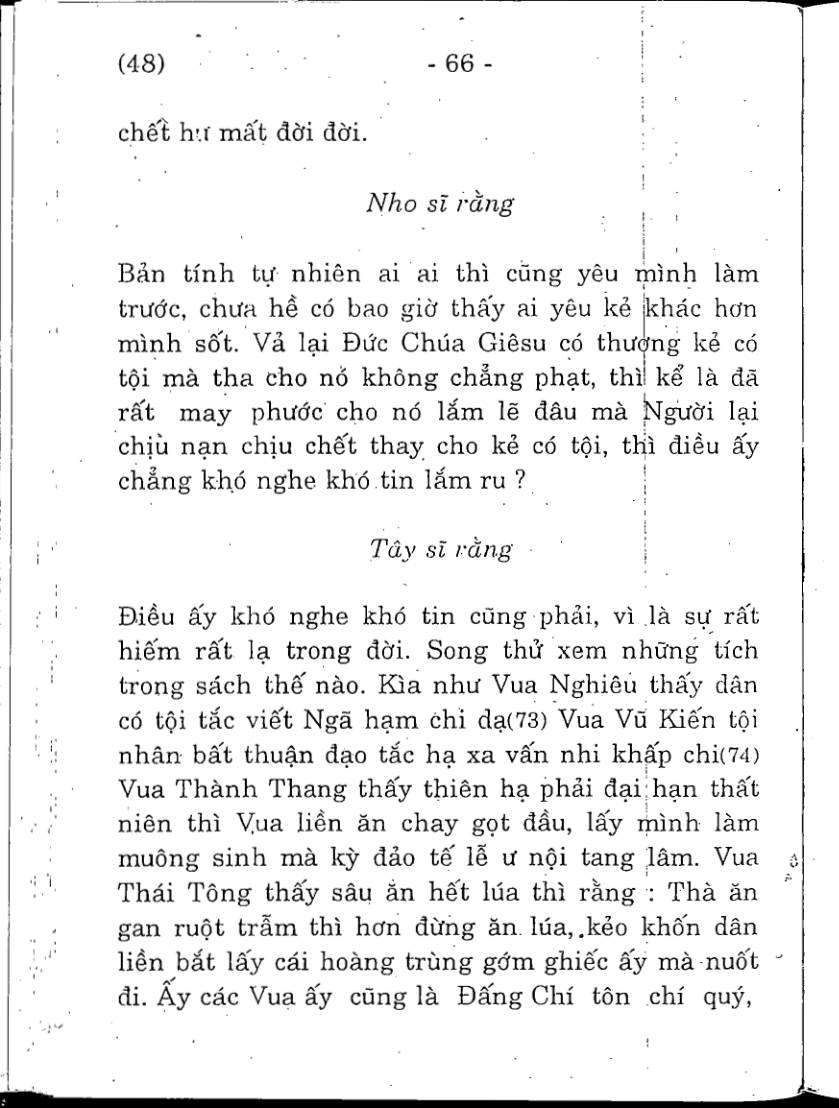 (48) - 66 -
chết hư mất đời đời.
Nho sĩ rằng
Bản tính tự nhiên ai ai thì cũng yêu mình làm
trước, chưa hề có bao giờ thấy ai yêu kẻ khác hơn
mình sốt. Vả lại Đức Chúa Giêsu có thương kẻ có
tội mà tha cho nó không chẳng phạt, thì kể là đã
rất may phước cho nó lắm lẽ đâu mà Người lại
chịu nạn chịu chết thay cho kẻ có tội, thì điều ấy
chẳng khó nghe khó tin lắm ru ?
Tây sĩ rằng
Điều ấy khó nghe khó tin cũng phải, vì là sự rất
hiếm rất lạ trong đời. Song thử xem những tích
trong sách thế nào. Kìa như Vua Nghiêu thấy dân
có tội tắc viết Ngã hạm chi dạ(73) Vua Vũ Kiến tội
nhân bất thuận đạo tắc hạ xa vấn nhi khấp chi(74)
Vua Thành Thang thấy thiên hạ phải đại hạn thất
niên thì Vua liền ăn chay gọt đầu, lấy mình làm
muông sinh mà kỳ đảo tế lễ ư nội tang lâm. Vua
Thái Tông thấy sâu ăn hết lúa thì rằng : Thà ăn
gan ruột trẫm thì hơn đừng ăn lúa, kẻo khốn dân
liền bắt lấy cái hoàng trùng gớm ghiếc ấy mà nuốt
đi. Ấy các Vua ấy cũng là Đấng Chí tôn chí quý,